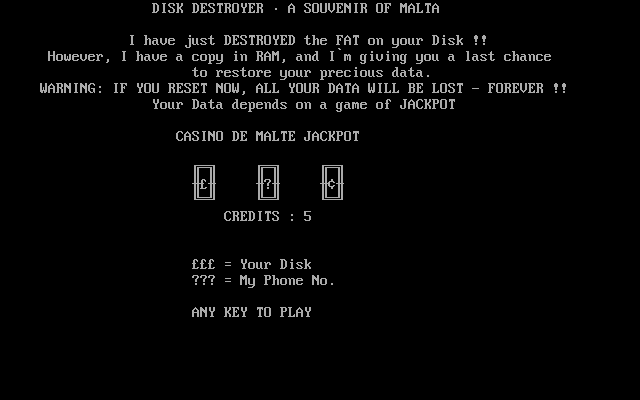 DISK DESTROYER · A SOUVENIR OF MALTA
I have just DESTROYED the FAT on your Disk !!
However, I have a copy in RAM, and I`m giving you a last chance
to restore your precious data.
WARNING: IF YOU RESET NOW, ALL YOUR DATA WILL BE LOST - FOREVER !!
Your Data depends on a game of JACKPOT
CASINO DE MALTE JACKPOT
£ ? ¢
CREDITS : 5
£££ = Your Disk
??? = My Phone No.
ANY KEY TO PLAY